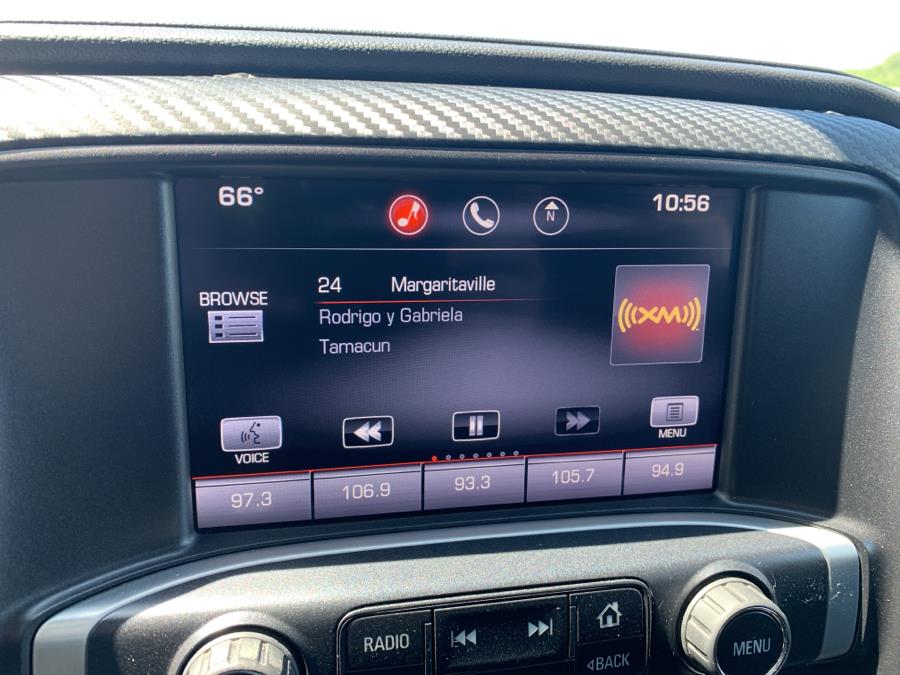 66° 10:56
N
24 Margaritaville
BROWSE
Rodrigo y Gabriela
Tamacun
((XM))
VOICE
MENU
97.3 106.9 93.3 105.7 94.9
RADIO
BACK
MENU